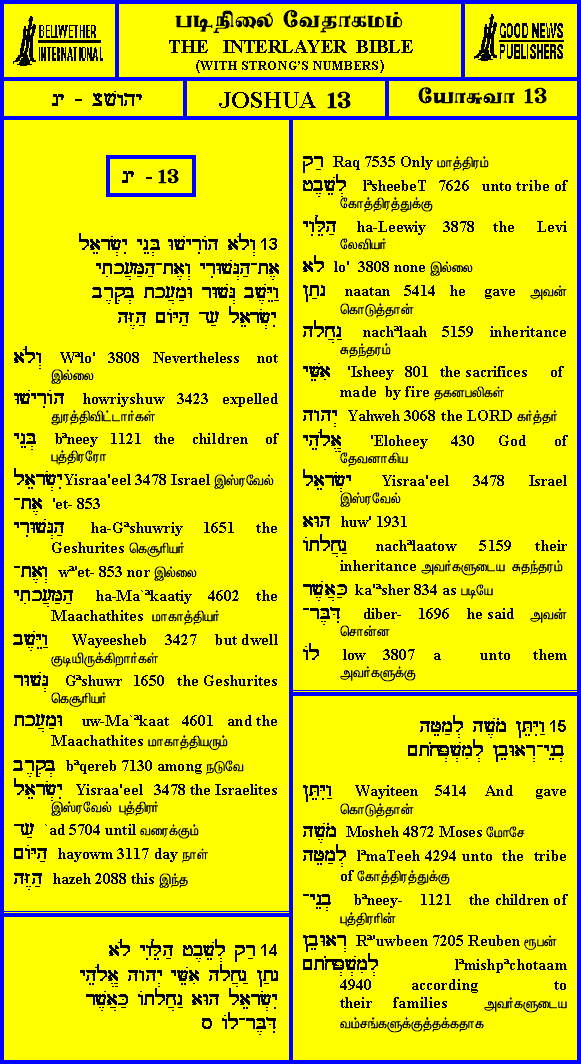 BELLWETHER
INTERNATIONAL
படிநிலை வேதாகமம்
THE INTERLAYER BIBLE
(WITH STRONG'S NUMBERS)
GOOD NEWS
PUBLISHERS
יהושׁצ - יג
JOSHUA 13
யோசுவா 13
יג - 13
13 וְלֹא הוֹרִישׁוּ בְּנֵי יִשְׂרָאֵל
אֶת־הַגְּשׁוּרִי וְאֶת־הַמַּעֲכָתִי
וַיֵּשֶׁב גְּשׁוּר וּמַעֲכָת בְּקֶרֶב
יִשְׂרָאֵל עַד הַיּוֹם הַזֶּה
וְלֹא Wªlo' 3808 Nevertheless not
இல்லை
הוֹרִישׁוּ howriyshuw 3423 expelled
துரத்திவிட்டார்கள்
בְּנֵי bªneey 1121 the children of
புத்திரரோ
יִשְׂרָאֵל Yisraa'eel 3478 Israel இஸ்ரவேல்
אֶת־ 'et- 853
הַגְּשׁוּרִי ha-Gªshuwriy 1651 the
Geshurites கெசூரியர்
וְאֶת־ wª'et- 853 nor இல்லை
הַמַּעֲכָתִי ha-Ma`ªkaatiy 4602 the
Maachathites மாகாத்தியர்
וַיֵּשֶׁב Wayeesheb 3427 but dwell
குடியிருக்கிறார்கள்
גְּשׁוּר Gªshuwr 1650 the Geshurites
கெசூரியர்
וּמַעֲכָת uw-Ma`ªkaat 4601 and the
Maachathites மாகாத்தியரும்
בְּקֶרֶב bªqereb 7130 among நடுவே
יִשְׂרָאֵל Yisraa'eel 3478 the Israelites
இஸ்ரவேல் புத்திரர்
עַד `ad 5704 until வரைக்கும்
הַיּוֹם hayowm 3117 day நாள்
הַזֶּה hazeh 2088 this இந்த
14 רַק לְשֵׁבֶט הַלֵּוִי לֹא
נָתַן נַחֲלָה אִשֵּׁי יְהוָה אֱלֹהֵי
יִשְׂרָאֵל הוּא נַחֲלָתוֹ כַּאֲשֶׁר
דִּבֶּר־לוֹ ס
רַק Raq 7535 Only மாத்திரம்
לְשֵׁבֶט lªsheebeT 7626 unto tribe of
கோத்திரத்துக்கு
הַלֵּוִי ha-Leewiy 3878 the Levi
லேவியர்
לֹא lo' 3808 none இல்லை
נָתַן naatan 5414 he gave அவன்
கொடுத்தான்
נַחֲלָה nachªlaah 5159 inheritance
சுதந்தரம்
אִשֵּׁי 'Isheey 801 the sacrifices of
made by fire தகனபலிகள்
יְהוָה Yahweh 3068 the LORD கர்த்தர்
אֱלֹהֵי 'Eloheey 430 God of
தேவனாகிய
יִשְׂרָאֵל Yisraa'eel 3478 Israel
இஸ்ரவேல்
הוּא huw' 1931
נַחֲלָתוֹ nachªlaatow 5159 their
inheritance அவர்களுடைய சுதந்தரம்
כַּאֲשֶׁר ka'ªsher 834 as படியே
דִּבֶּר־ diber- 1696 he said அவன்
சொன்ன
לוֹ low 3807 a unto them
அவர்களுக்கு
15 וַיִּתֵּן מֹשֶׁה לְמַטֵּה
בְנֵי־רְאוּבֵן לְמִשְׁפְּחֹתָם
וַיִּתֵּן Wayiteen 5414 And gave
கொடுத்தான்
מֹשֶׁה Mosheh 4872 Moses மோசே
לְמַטֵּה lªmaTeeh 4294 unto the tribe
of கோத்திரத்துக்கு
בְנֵי־ bªneey- 1121 the children of
புத்திரரின்
רְאוּבֵן Rª'uwbeen 7205 Reuben ரூபன்
לְמִשְׁפְּחֹתָם lªmishpªchotaam
4940 according to
their families அவர்களுடைய
வம்சங்களுக்குத்தக்கதாக